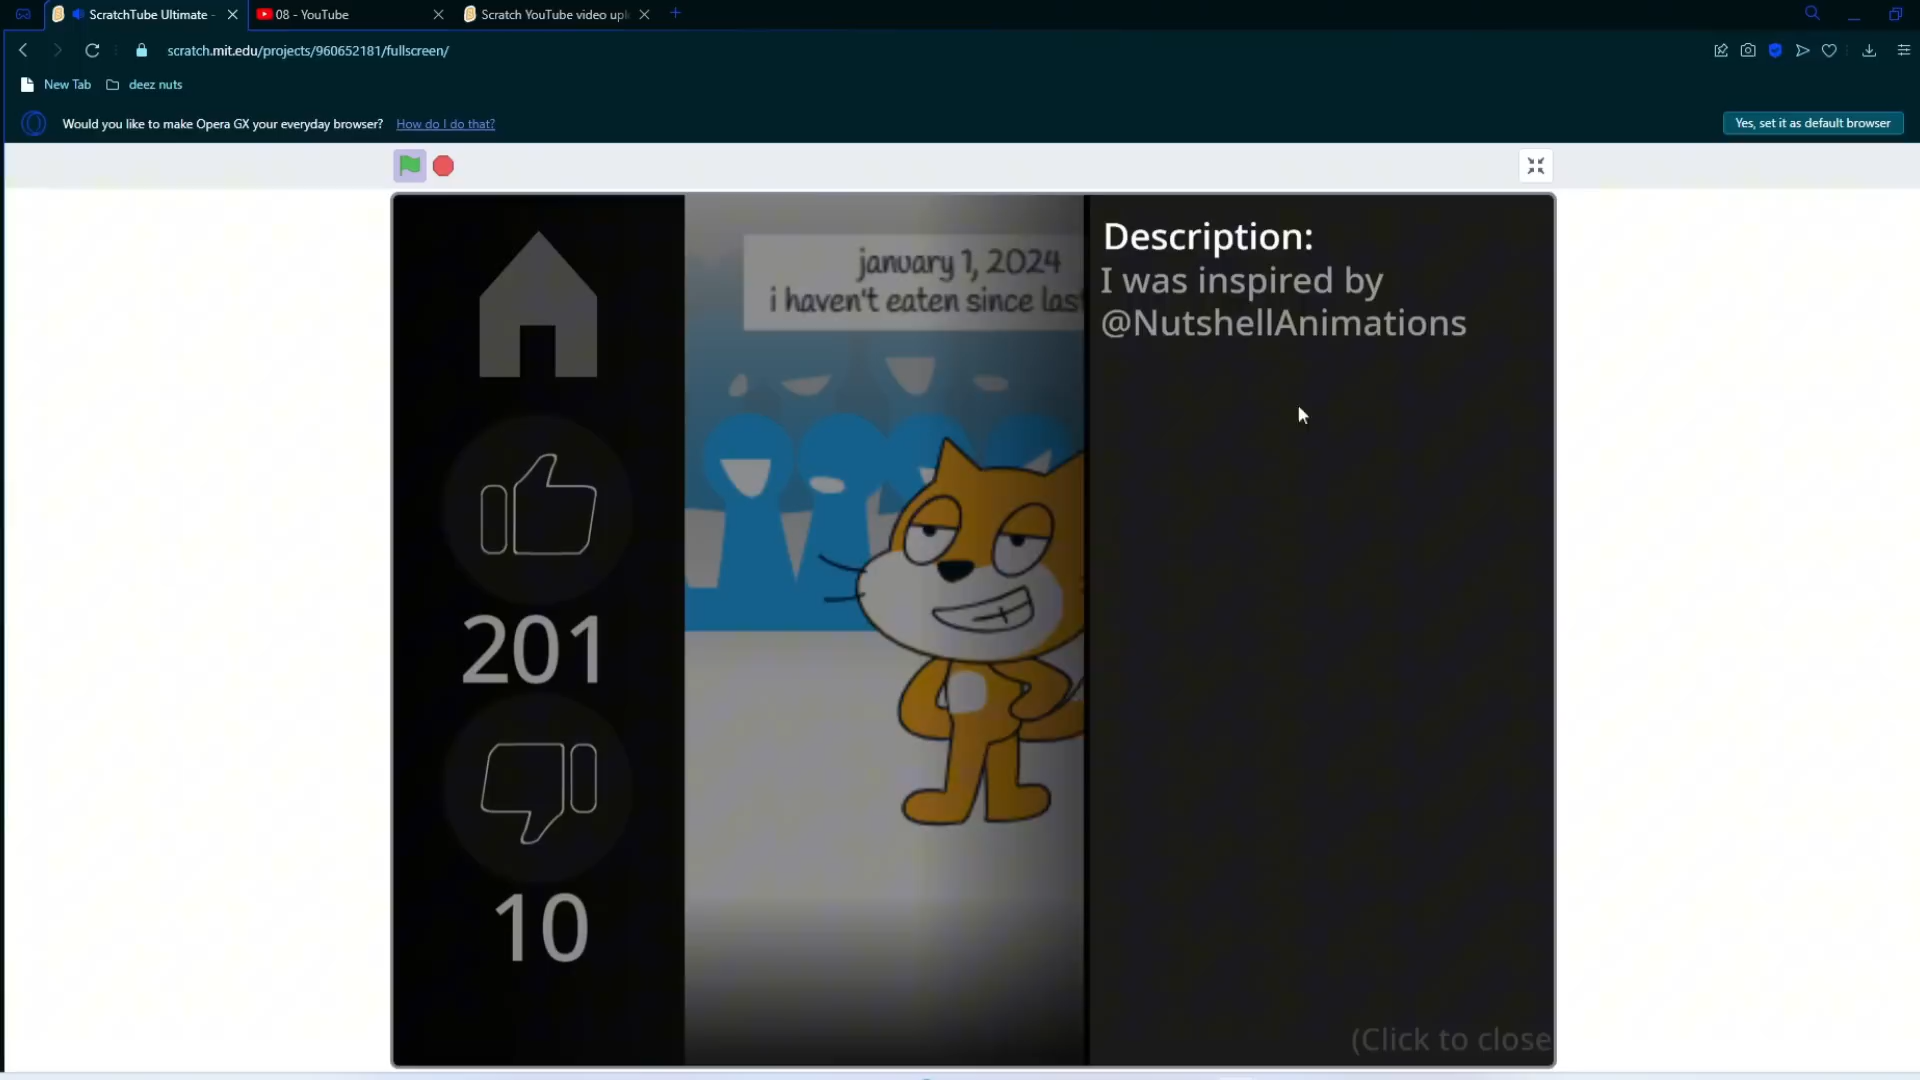 ScratchTube Ultimate -
08 - YouTube
Scratch YouTube video upl
scratch.mit.edu/projects/960652181/fullscreen/
New Tab
deez nuts
Would you like to make Opera GX your everyday browser? How do I do that?
Yes, set it as default browser
january 1, 2024
i haven't eaten since last
Description:
I was inspired by
@NutshellAnimations
201
10
(Click to close